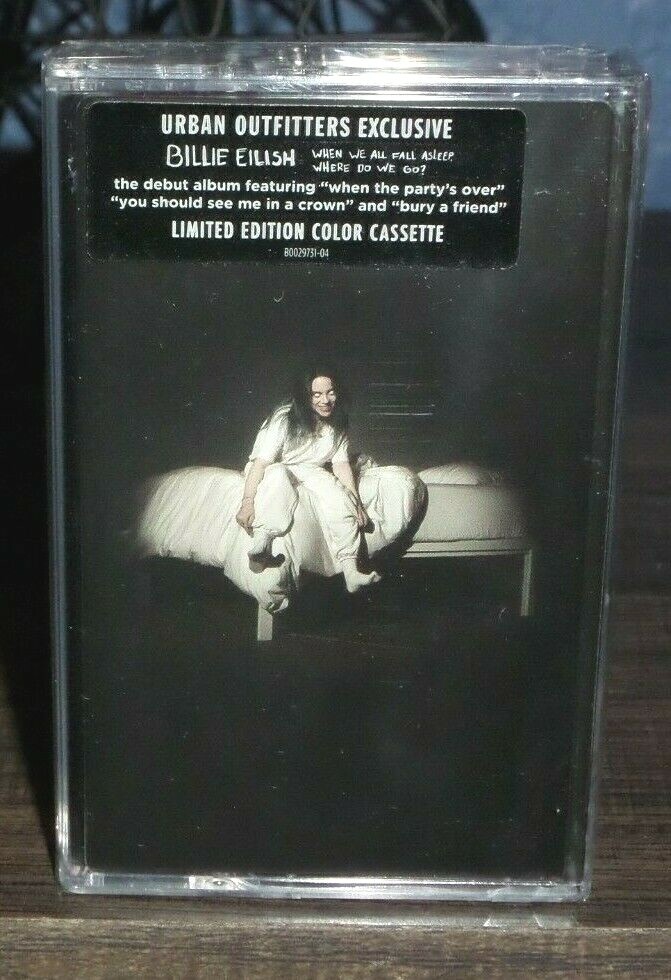 URBAN OUTFITTERS EXCLUSIVE
BILLIE EILISH WHEN WE ALL FALL ASLEEP,
WHERE DO WE GO?
the debut album featuring "when the party's over"
"you should see me in a crown" and "bury a friend"
LIMITED EDITION COLOR CASSETTE
B0029731-04